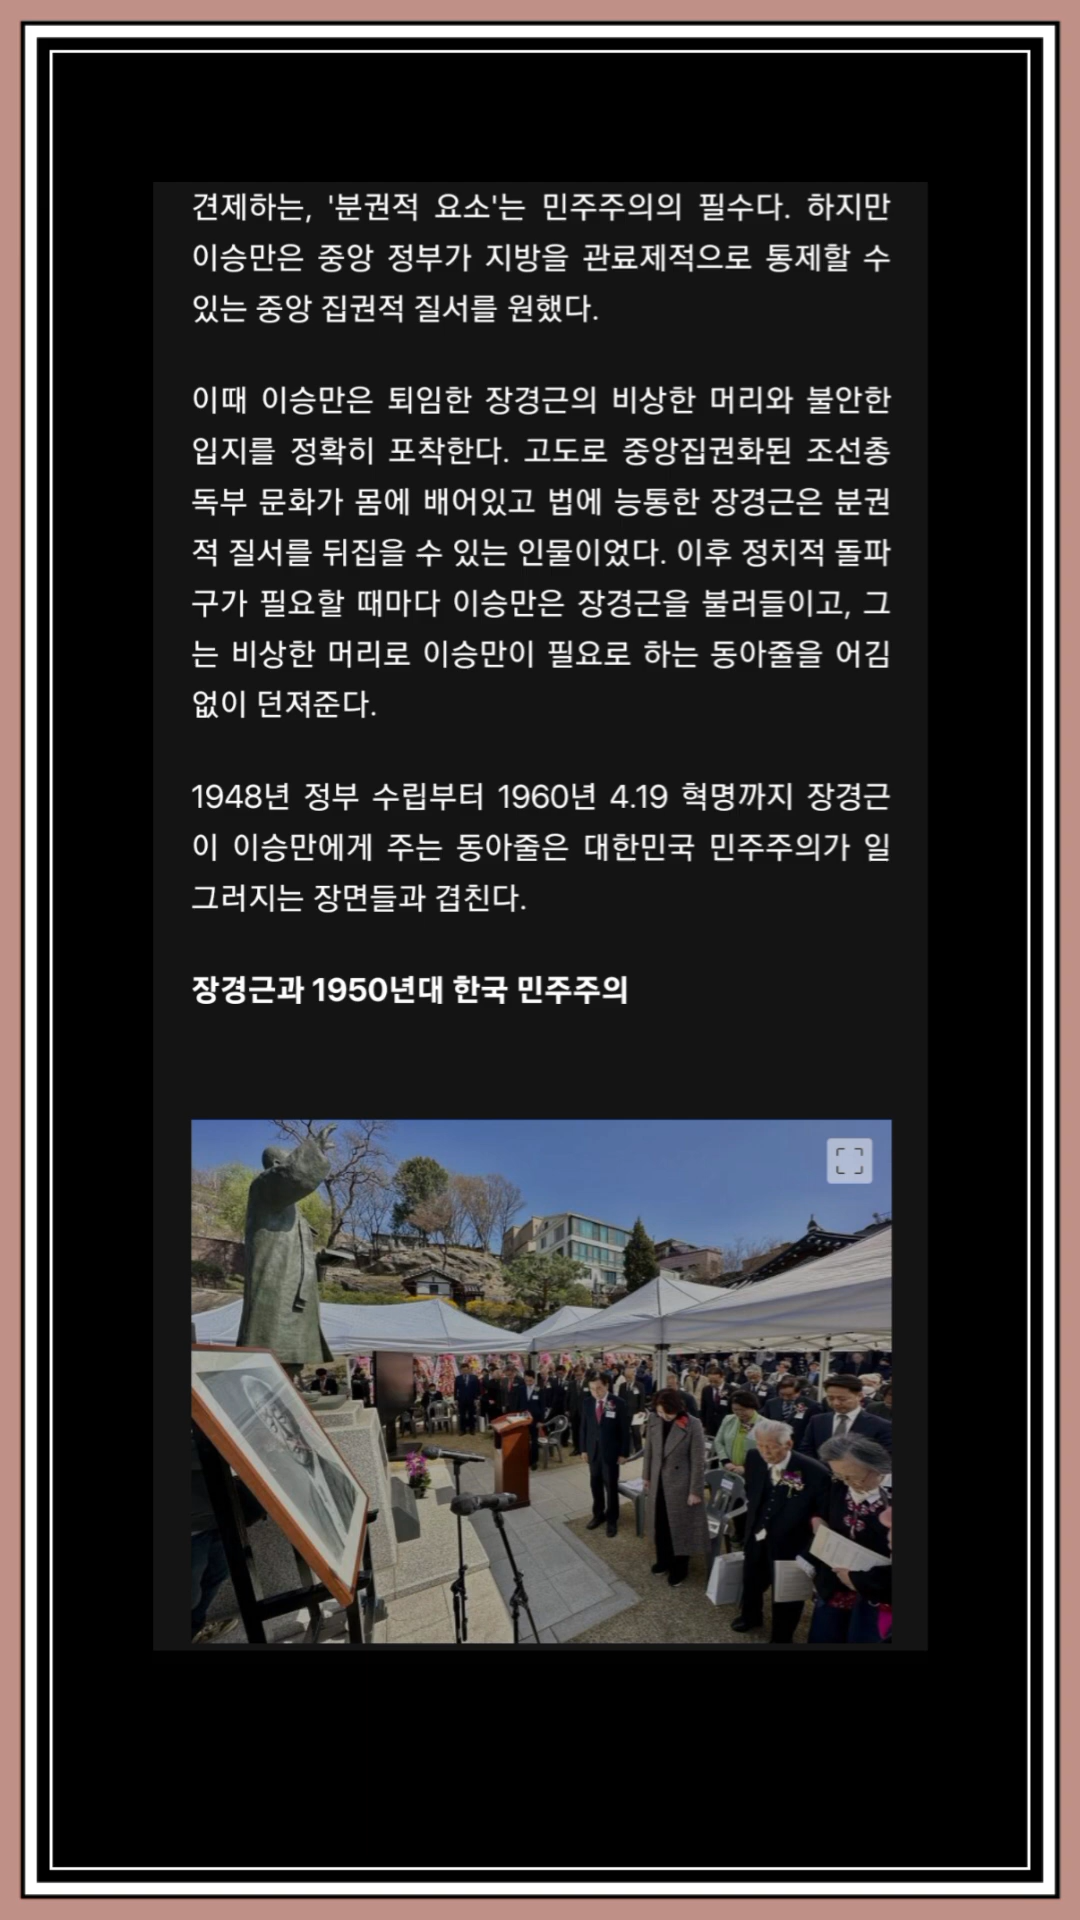 견제하는, '분권적 요소'는 민주주의의 필수다. 하지만
이승만은 중앙 정부가 지방을 관료제적으로 통제할 수
있는 중앙 집권적 질서를 원했다.
이때 이승만은 퇴임한 장경근의 비상한 머리와 불안한
입지를 정확히 포착한다. 고도로 중앙집권화된 조선총
독부 문화가 몸에 배어있고 법에 능통한 장경근은 분권
적 질서를 뒤집을 수 있는 인물이었다. 이후 정치적 돌파
구가 필요할 때마다 이승만은 장경근을 불러들이고, 그
는 비상한 머리로 이승만이 필요로 하는 동아줄을 어김
없이 던져준다.
1948년 정부 수립부터 1960년 4.19 혁명까지 장경근
이 이승만에게 주는 동아줄은 대한민국 민주주의가 일
그러지는 장면들과 겹친다.
장경근과 1950년대 한국 민주주의